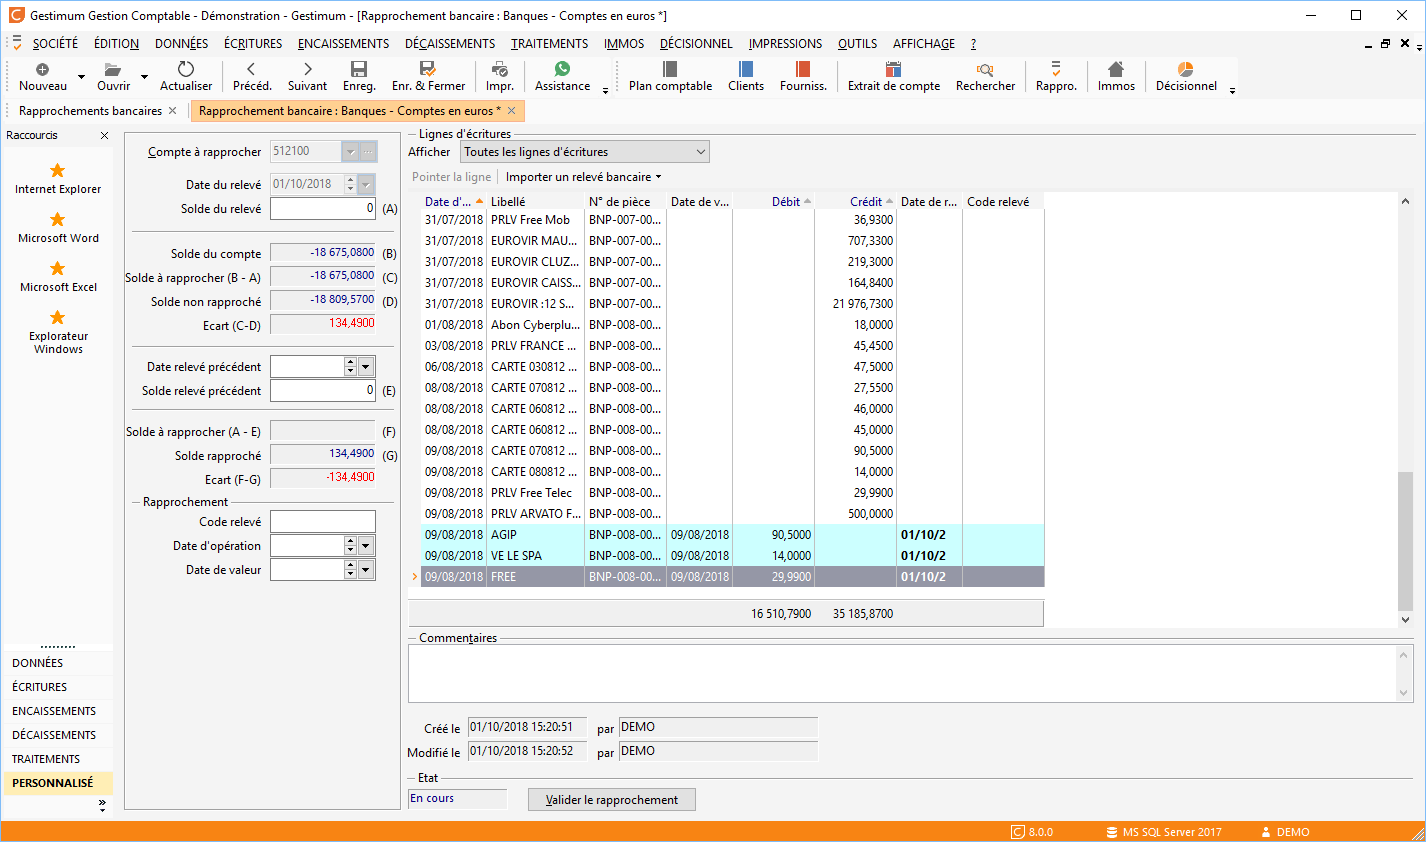 Gestimum Gestion Comptable - Démonstration - Gestimum - [Rapprochement bancaire : Banques - Comptes en euros *]
SOCIÉTÉ ÉDITION DONNÉES ÉCRITURES ENCAISSEMENTS DÉCAISSEMENTS TRAITEMENTS IMMOS DÉCISIONNEL IMPRESSIONS OUTILS AFFICHAGE ?
Nouveau Ouvrir Actualiser Précéd. Suivant Enreg. Enr. & Fermer Impr. Assistance Plan comptable Clients Fourniss. Extrait de compte Rechercher Rappro. Immos Décisionnel
Rapprochements bancaires Rapprochement bancaire : Banques - Comptes en euros *
Raccourcis
Internet Explorer
Microsoft Word
Microsoft Excel
Explorateur
Windows
DONNÉES
ÉCRITURES
ENCAISSEMENTS
DÉCAISSEMENTS
TRAITEMENTS
PERSONNALISÉ
Compte à rapprocher 512100
Date du relevé 01/10/2018
Solde du relevé 0 (A)
Solde du compte -18 675,0800 (B)
Solde à rapprocher (B - A) -18 675,0800 (C)
Solde non rapproché -18 809,5700 (D)
Ecart (C-D) 134,4900
Date relevé précédent
Solde relevé précédent 0 (E)
Solde à rapprocher (A - E) (F)
Solde rapproché 134,4900 (G)
Ecart (F-G) -134,4900
Rapprochement
Code relevé
Date d'opération
Date de valeur
Lignes d'écritures
Afficher Toutes les lignes d'écritures
Pointer la ligne Importer un relevé bancaire
Date d'... Libellé N° de pièce Date de v... Débit Crédit Date de r... Code relevé
31/07/2018 PRLV Free Mob BNP-007-00... 36,9300
31/07/2018 EUROVIR MAU... BNP-007-00... 707,3300
31/07/2018 EUROVIR CLUZ... BNP-007-00... 219,3000
31/07/2018 EUROVIR CAISS... BNP-007-00... 164,8400
31/07/2018 EUROVIR :12 S... BNP-007-00... 21 976,7300
01/08/2018 Abon Cyberplu... BNP-008-00... 18,0000
03/08/2018 PRLV FRANCE ... BNP-008-00... 45,4500
06/08/2018 CARTE 030812 ... BNP-008-00... 47,5000
08/08/2018 CARTE 070812 ... BNP-008-00... 27,5500
08/08/2018 CARTE 060812 ... BNP-008-00... 46,0000
08/08/2018 CARTE 060812 ... BNP-008-00... 45,0000
09/08/2018 CARTE 070812 ... BNP-008-00... 90,5000
09/08/2018 CARTE 080812 ... BNP-008-00... 14,0000
09/08/2018 PRLV Free Telec BNP-008-00... 29,9900
09/08/2018 PRLV ARVATO F... BNP-008-00... 500,0000
09/08/2018 AGIP BNP-008-00... 09/08/2018 90,5000 01/10/2
09/08/2018 VE LE SPA BNP-008-00... 09/08/2018 14,0000 01/10/2
09/08/2018 FREE BNP-008-00... 09/08/2018 29,9900 01/10/2
16 510,7900 35 185,8700
Commentaires
Créé le 01/10/2018 15:20:51 par DEMO
Modifié le 01/10/2018 15:20:52 par DEMO
Etat
En cours Valider le rapprochement
8.0.0 MS SQL Server 2017 DEMO